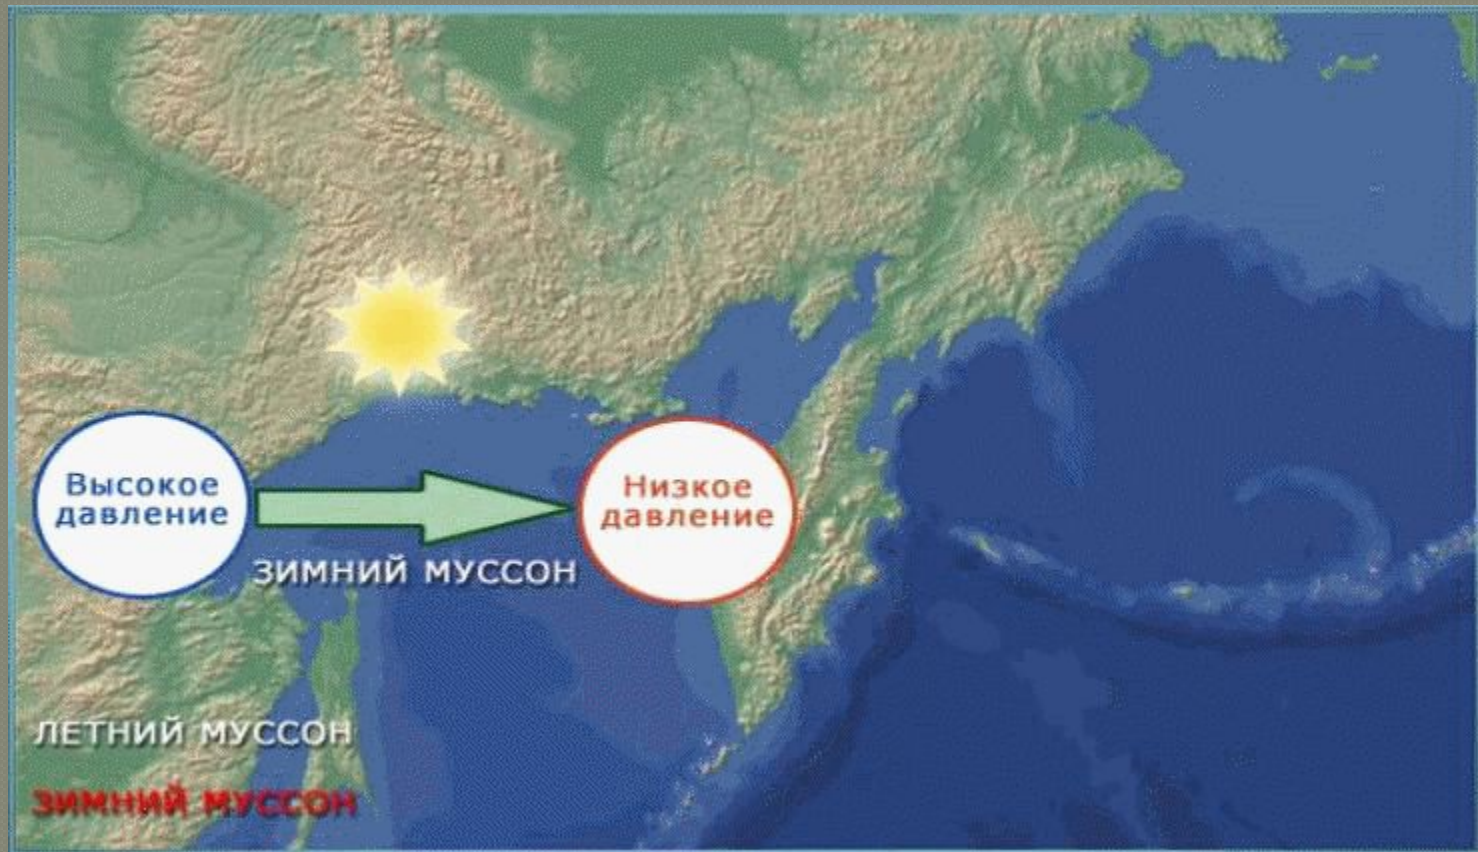 Высокое
давление
Низкое
давление
ЗИМНИЙ МУССОН
ЛЕТНИЙ МУССОН
ЗИМНИЙ МУССОН